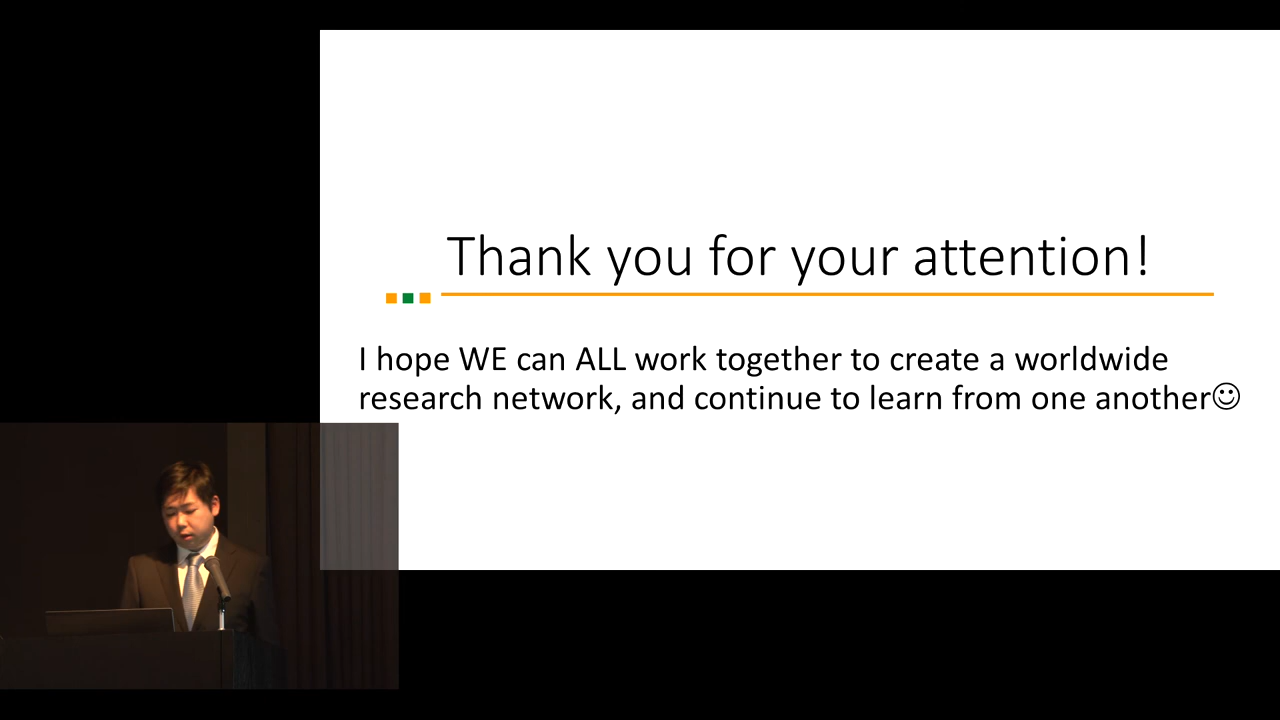 Thank you for your attention!
I hope WE can ALL work together to create a worldwide
research network, and continue to learn from one another☺